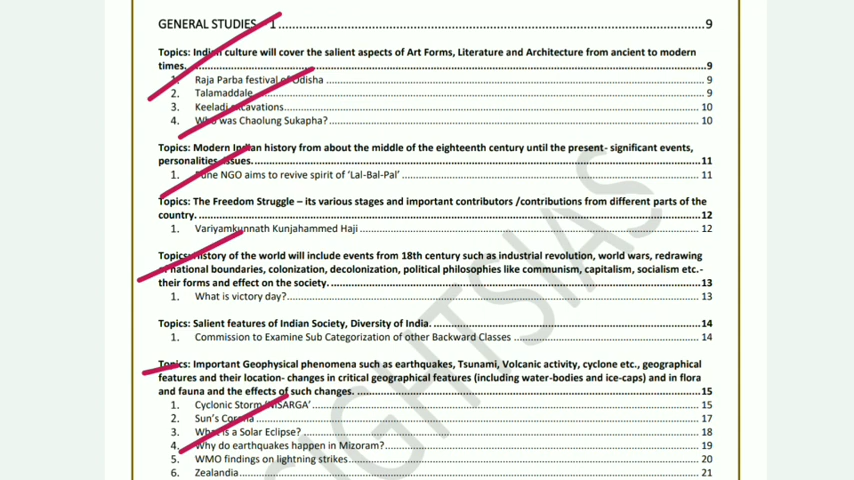 GENERAL STUDIES - 1 ........ 9
Topics: Indian culture will cover the salient aspects of Art Forms, Literature and Architecture from ancient to modern
times. ........ 9
1. Raja Parba festival of Odisha ........ 9
2. Talamaddale ........ 9
3. Keeladi excavations ........ 10
4. Who was Chaolung Sukapha? ........ 10
Topics: Modern Indian history from about the middle of the eighteenth century until the present- significant events,
personalities, issues. ........ 11
1. Pune NGO aims to revive spirit of ‘Lal-Bal-Pal’ ........ 11
Topics: The Freedom Struggle – its various stages and important contributors /contributions from different parts of the
country. ........ 12
1. Variyamkunnath Kunjahammed Haji ........ 12
Topics: History of the world will include events from 18th century such as industrial revolution, world wars, redrawing
of national boundaries, colonization, decolonization, political philosophies like communism, capitalism, socialism etc.-
their forms and effect on the society. ........ 13
1. What is victory day? ........ 13
Topics: Salient features of Indian Society, Diversity of India. ........ 14
1. Commission to Examine Sub Categorization of other Backward Classes ........ 14
Topics: Important Geophysical phenomena such as earthquakes, Tsunami, Volcanic activity, cyclone etc., geographical
features and their location- changes in critical geographical features (including water-bodies and ice-caps) and in flora
and fauna and the effects of such changes. ........ 15
1. Cyclonic Storm ‘NISARGA’ ........ 15
2. Sun’s Corona ........ 17
3. What is a Solar Eclipse? ........ 18
4. Why do earthquakes happen in Mizoram? ........ 19
5. WMO findings on lightning strikes ........ 20
6. Zealandia ........ 21
SIGHTSIAS